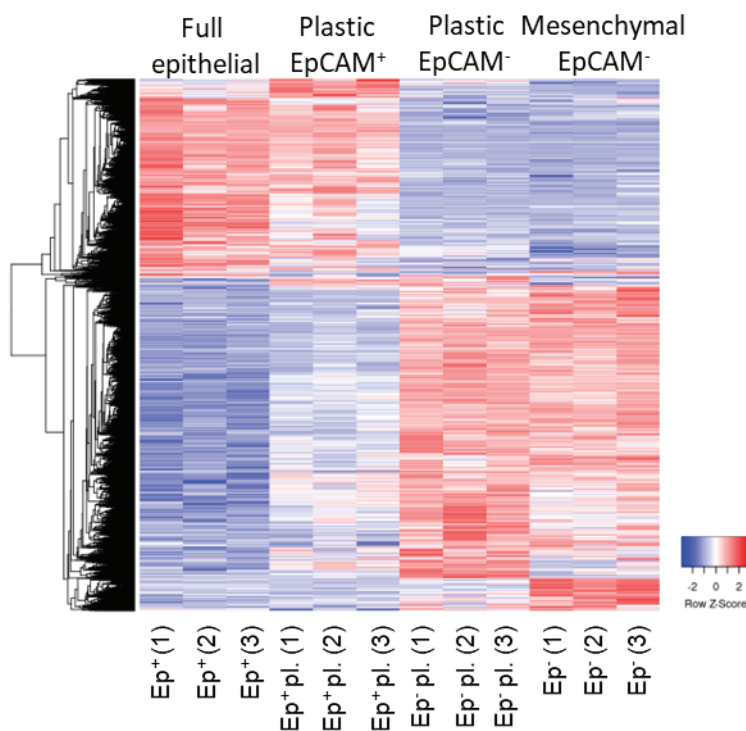 Full Plastic Plastic Mesenchymal
epithelial EpCAM⁺ EpCAM⁻ EpCAM⁻
-2 0 2
Row Z-Score
Ep⁺ (1)
Ep⁺ (2)
Ep⁺ (3)
Ep⁺ pl. (1)
Ep⁺ pl. (2)
Ep⁺ pl. (3)
Ep⁻ pl. (1)
Ep⁻ pl. (2)
Ep⁻ pl. (3)
Ep⁻ (1)
Ep⁻ (2)
Ep⁻ (3)